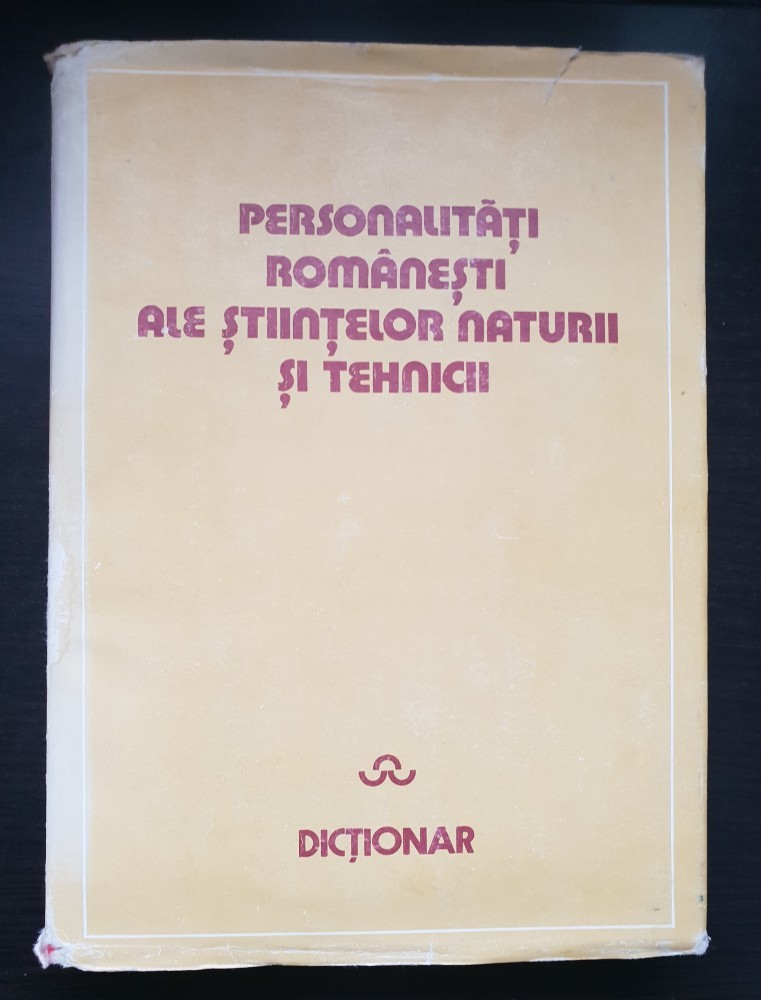 PERSONALITĂȚI
ROMÂNEȘTI
ALE ȘTIINȚELOR NATURII
ȘI TEHNICII
DICȚIONAR